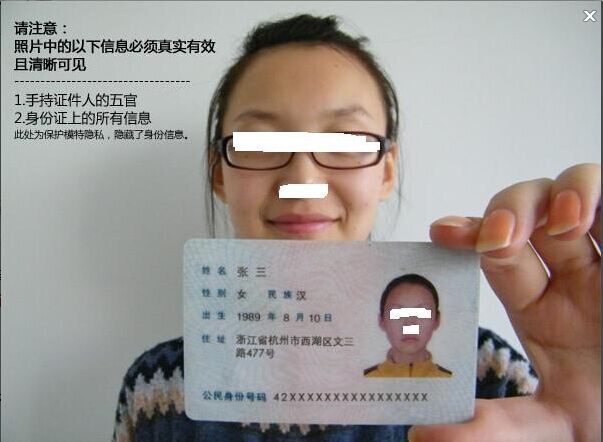 请注意：
照片中的以下信息必须真实有效
且清晰可见
----------------------------------
1.手持证件人的五官
2.身份证上的所有信息
此处为保护模特隐私，隐藏了身份信息。
姓名 张三
性别 女 民族 汉
出生 1989 年 8 月 10 日
住址 浙江省杭州市西湖区文三
路477号
公民身份号码 42XXXXXXXXXXXXXXXX